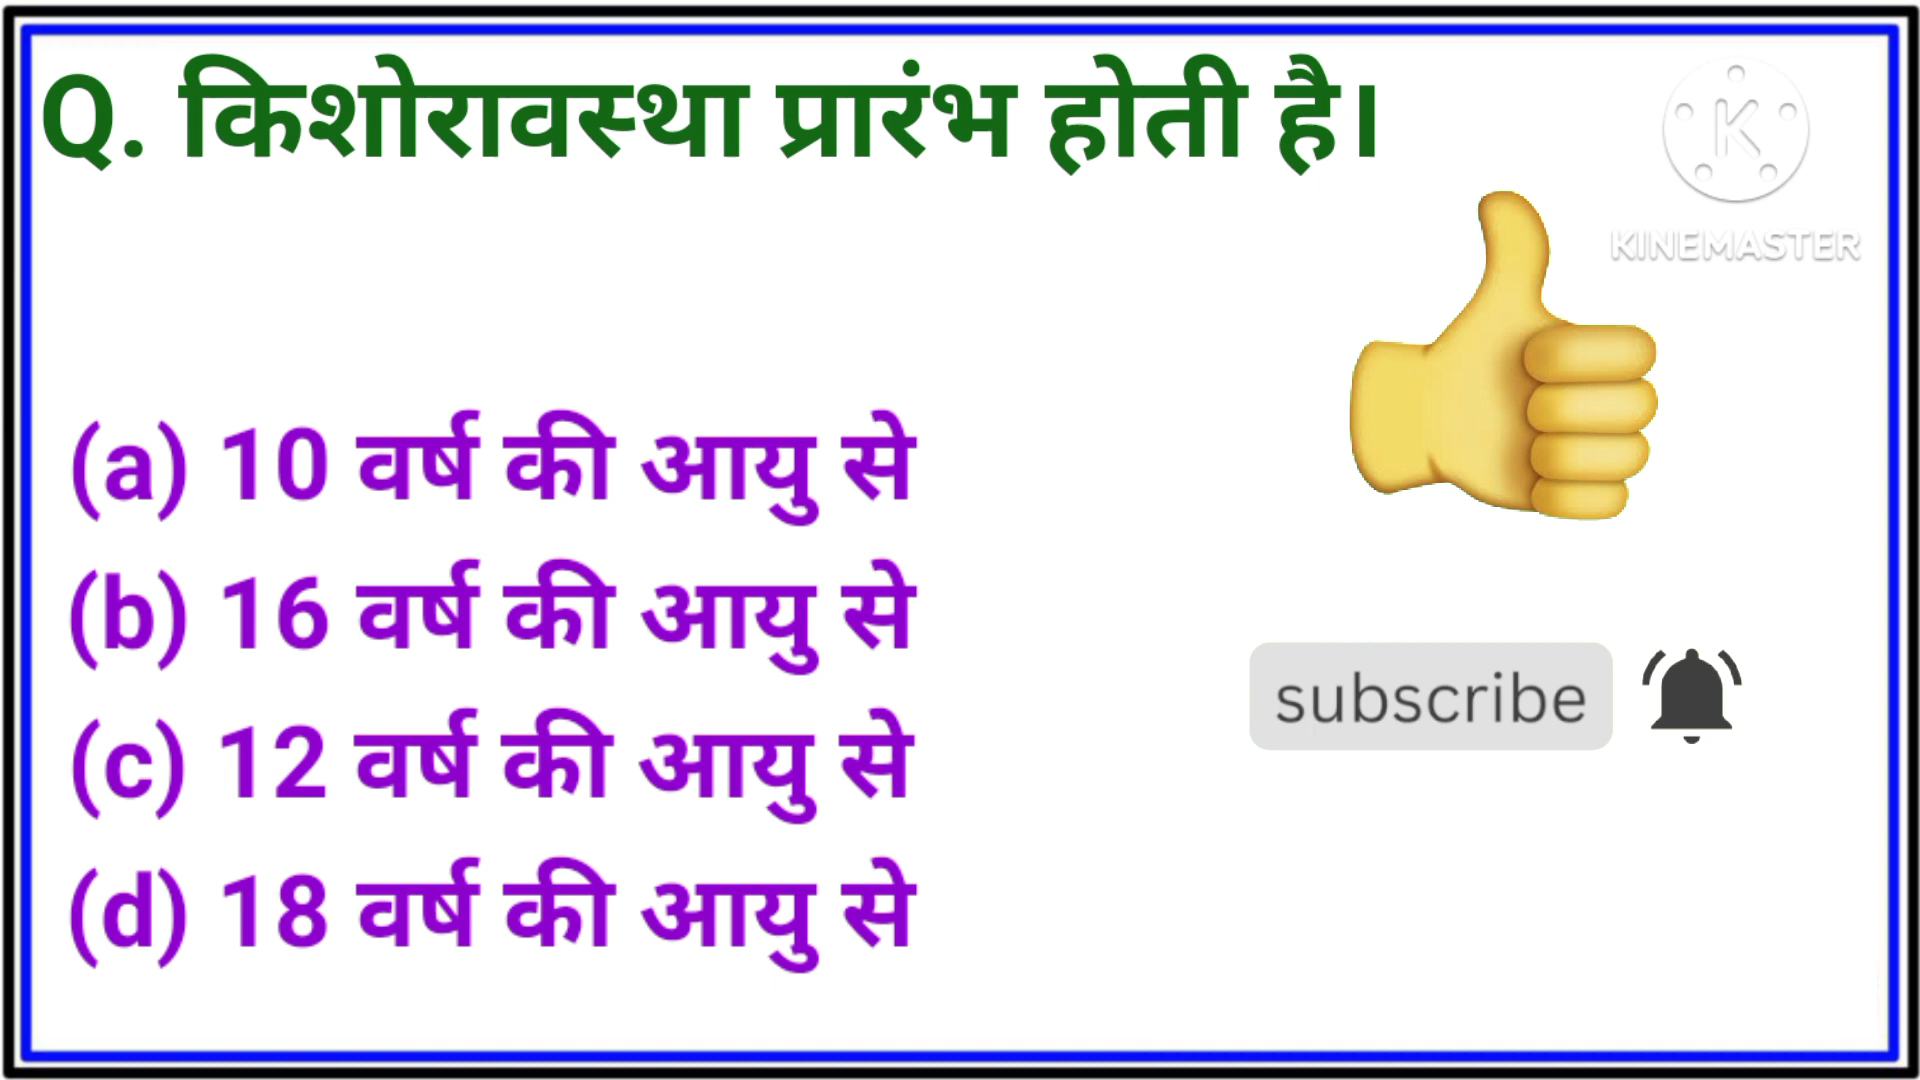 Q. किशोरावस्था प्रारंभ होती है।
K
KINEMASTER
(a) 10 वर्ष की आयु से
(b) 16 वर्ष की आयु से
subscribe
(c) 12 वर्ष की आयु से
(d) 18 वर्ष की आयु से